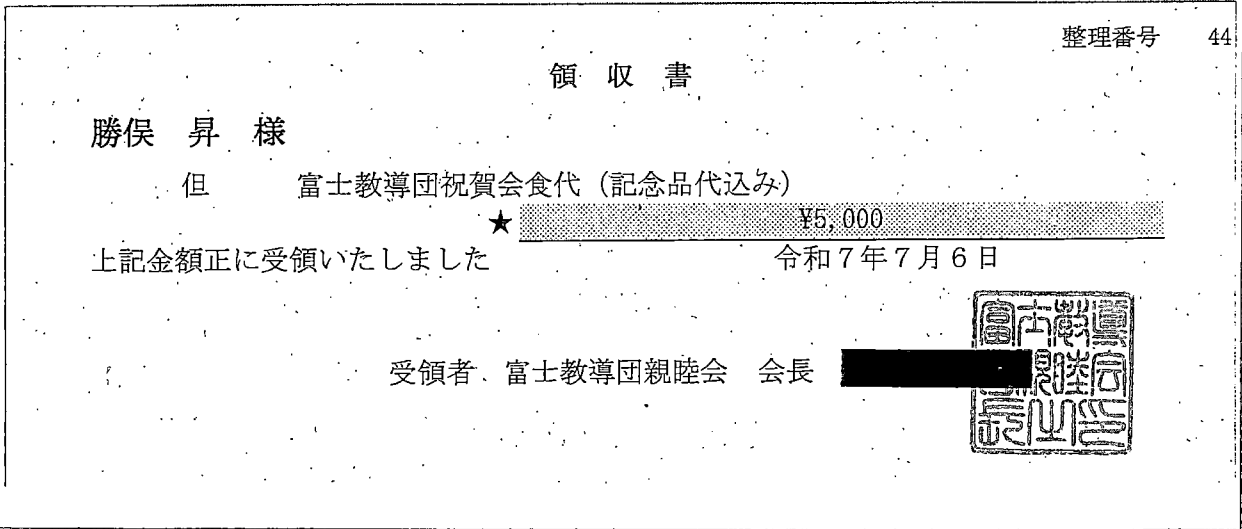 整理番号 44
領収書
勝俣 昇 様
但 富士教導団祝賀会食代（記念品代込み）
★ ¥5,000
上記金額正に受領いたしました 令和７年７月６日
受領者 富士教導団親睦会 会長